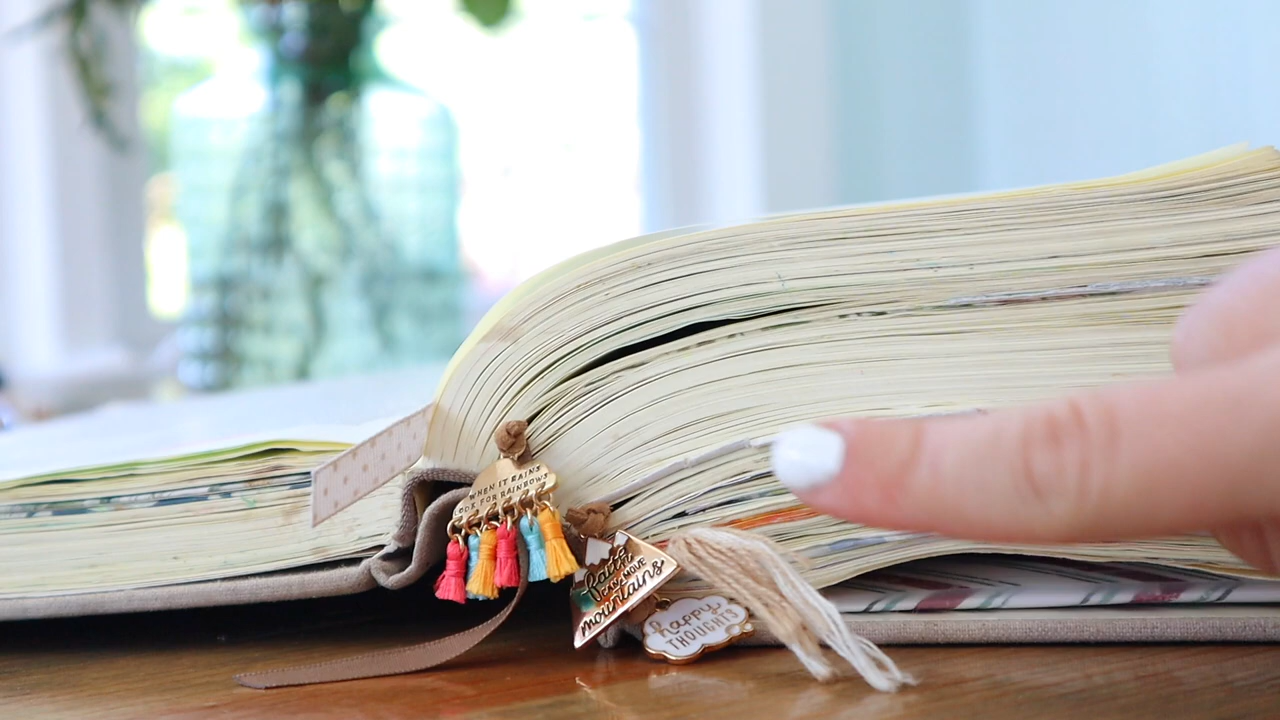 WHEN IT RAINS
LOOK FOR RAINBOWS
faith
CAN MOVE
mountains
happy
THOUGHTS